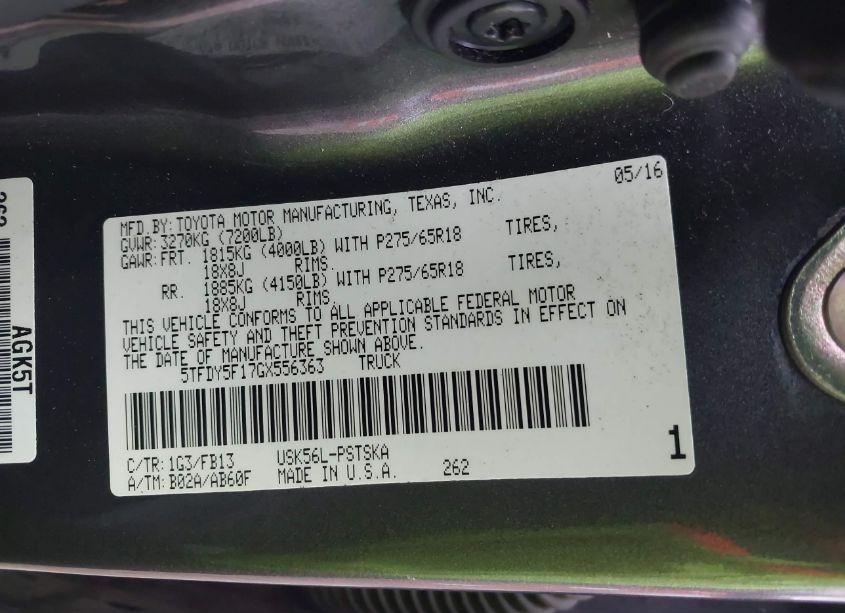 MFD.BY: TOYOTA MOTOR MANUFACTURING, TEXAS, INC. 05/16
GVWR: 3270KG (7200LB)
GAWR: FRT. 1815KG (4000LB) WITH P275/65R18 TIRES,
18X8J RIMS.
RR. 1885KG (4150LB) WITH P275/65R18 TIRES,
18X8J RIMS.
THIS VEHICLE CONFORMS TO ALL APPLICABLE FEDERAL MOTOR
VEHICLE SAFETY AND THEFT PREVENTION STANDARDS IN EFFECT ON
THE DATE OF MANUFACTURE SHOWN ABOVE.
5TFDY5F17GX556363 TRUCK
C/TR: 1G3/FB13 USK56L-PSTSKA
A/TM: B02A/AB60F MADE IN U.S.A. 262
1
262
AGK5T